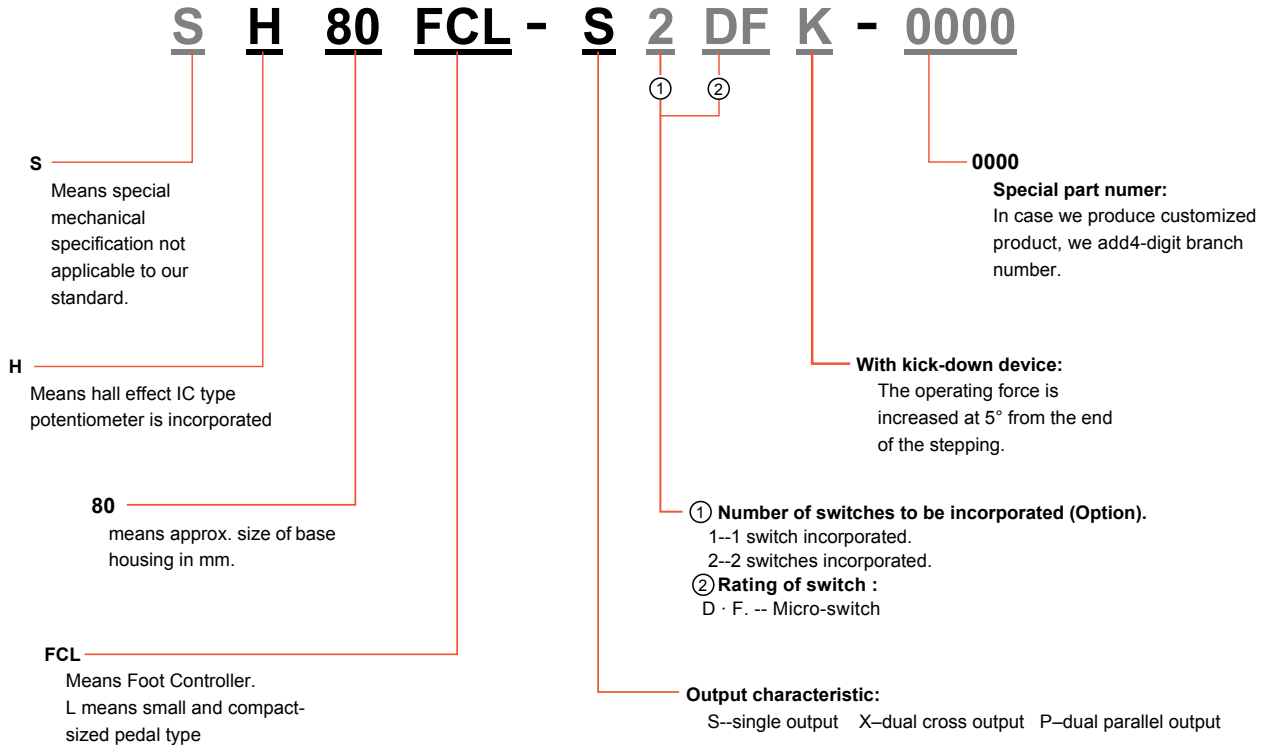 S H 80 FCL - S 2 DF K - 0000
① ②
S
Means special
mechanical
specification not
applicable to our
standard.
0000
Special part numer:
In case we produce customized
product, we add4-digit branch
number.
H
Means hall effect IC type
potentiometer is incorporated
With kick-down device:
The operating force is
increased at 5° from the end
of the stepping.
80
means approx. size of base
housing in mm.
① Number of switches to be incorporated (Option).
1--1 switch incorporated.
2--2 switches incorporated.
② Rating of switch :
D · F. -- Micro-switch
FCL
Means Foot Controller.
L means small and compact-
sized pedal type
Output characteristic:
S--single output X–dual cross output P–dual parallel output